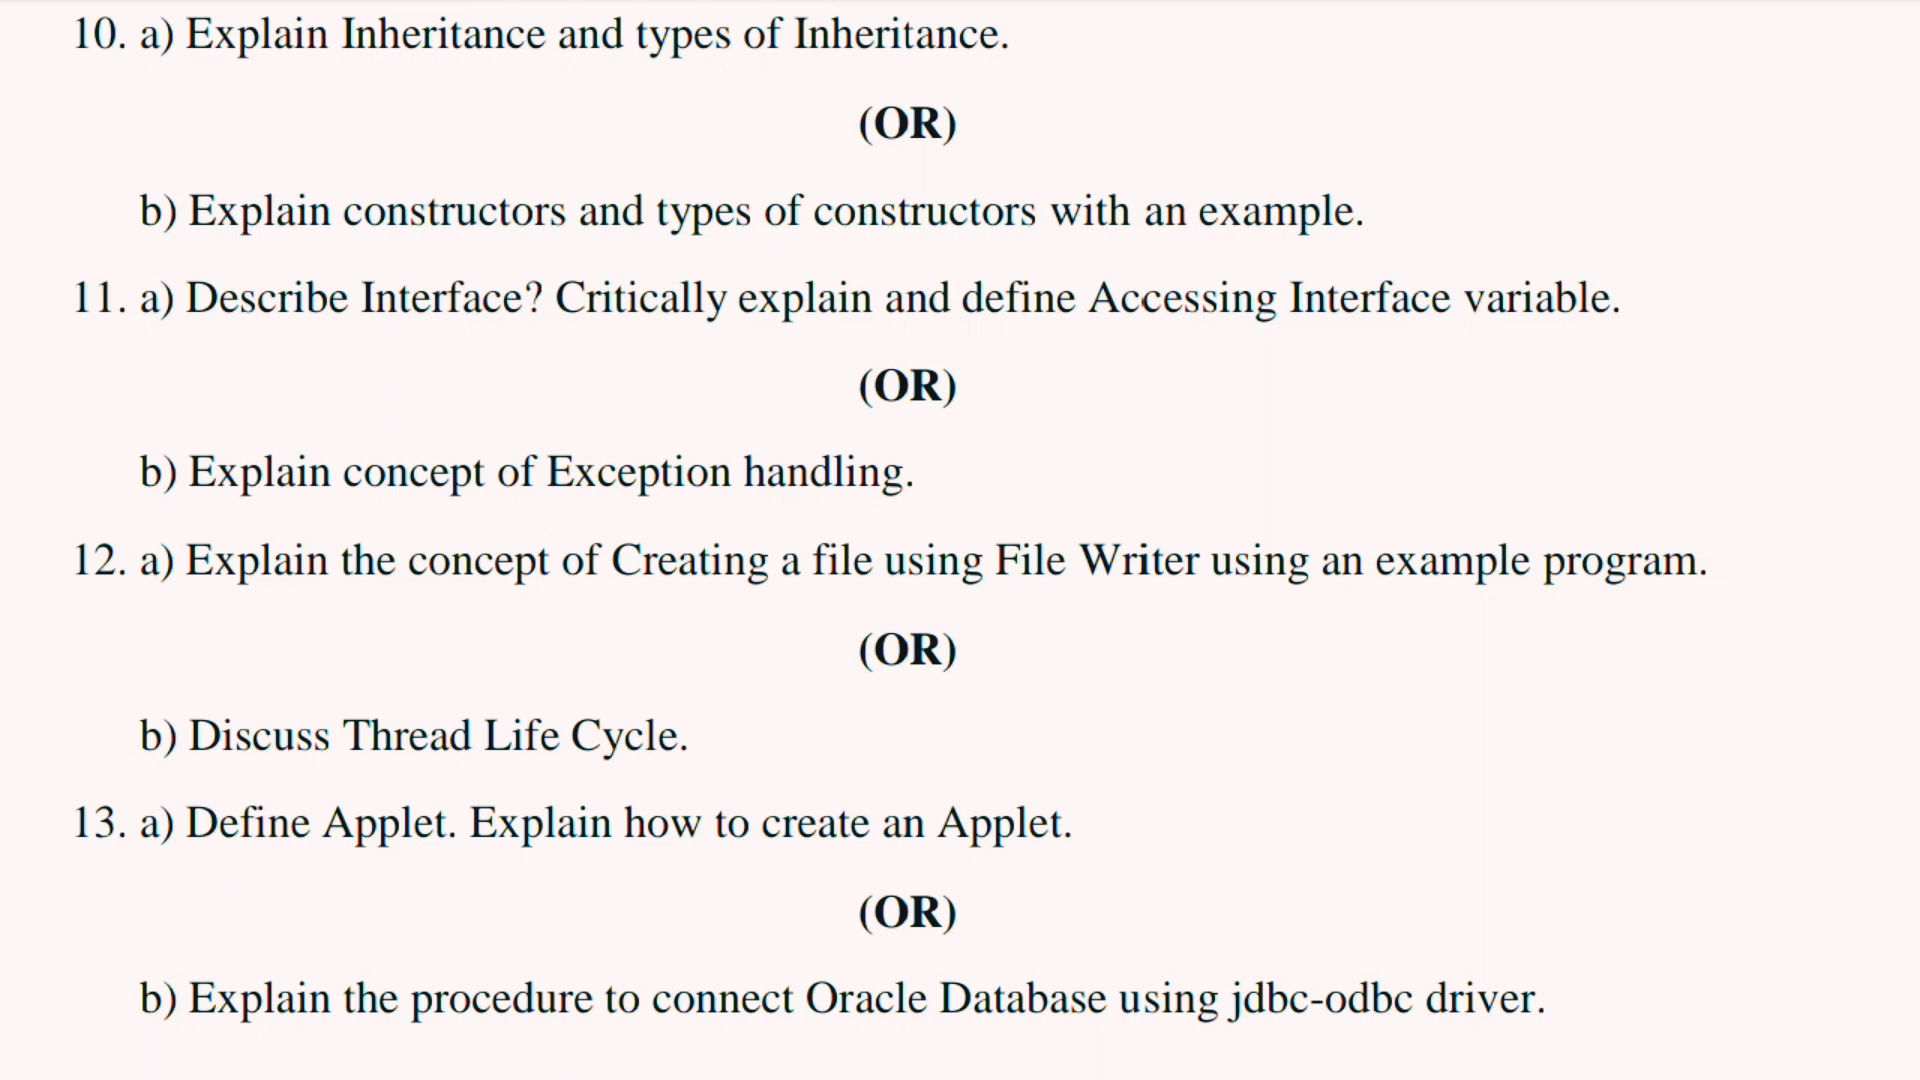 10. a) Explain Inheritance and types of Inheritance.
(OR)
b) Explain constructors and types of constructors with an example.
11. a) Describe Interface? Critically explain and define Accessing Interface variable.
(OR)
b) Explain concept of Exception handling.
12. a) Explain the concept of Creating a file using File Writer using an example program.
(OR)
b) Discuss Thread Life Cycle.
13. a) Define Applet. Explain how to create an Applet.
(OR)
b) Explain the procedure to connect Oracle Database using jdbc-odbc driver.